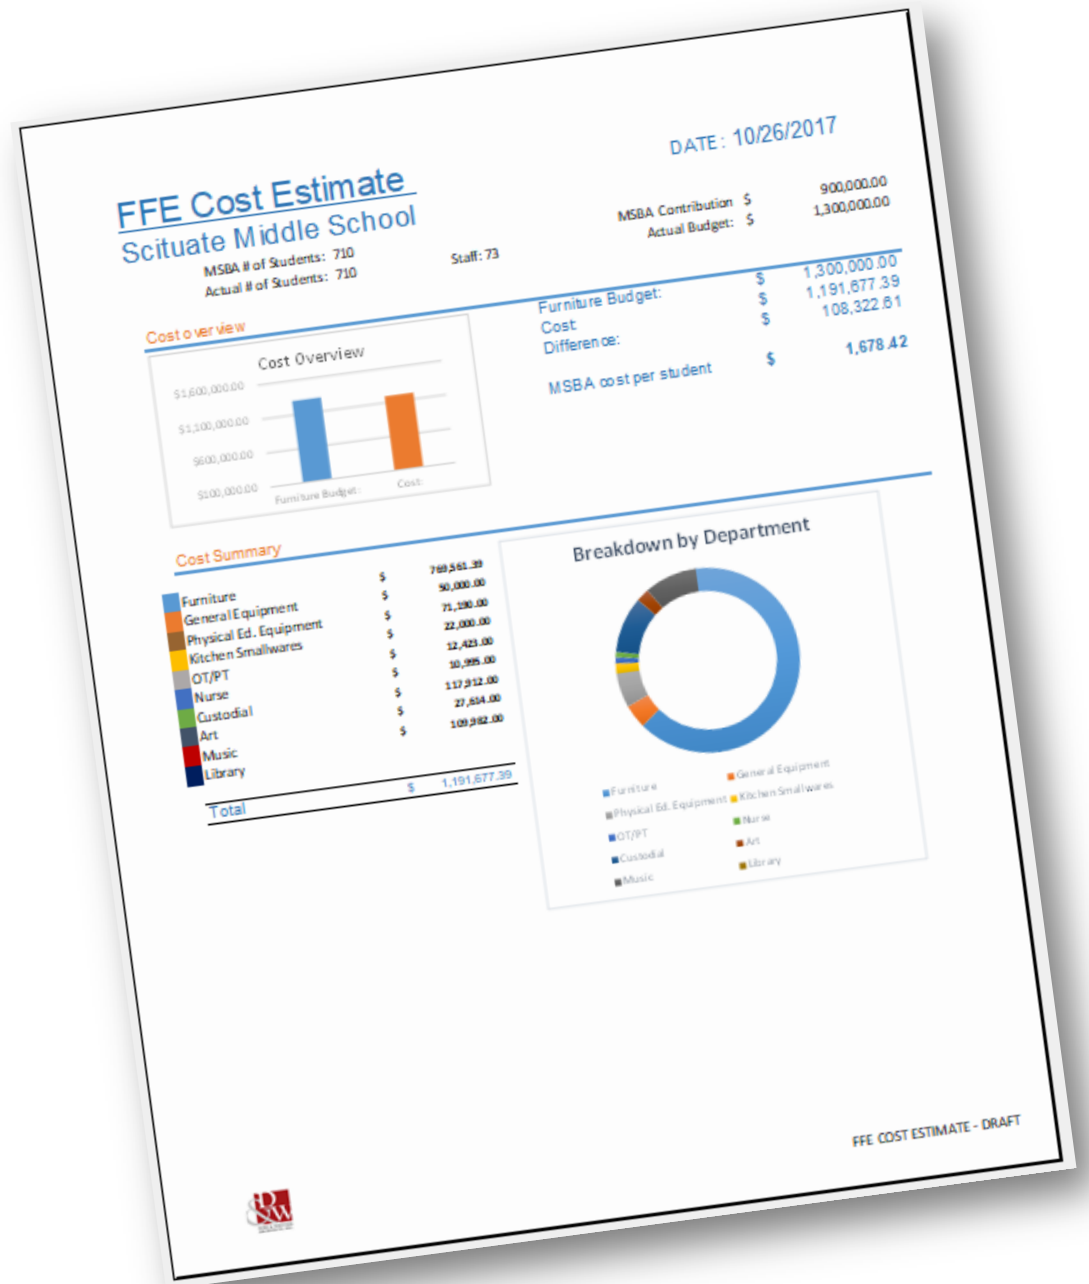 DATE: 10/26/2017
FFE Cost Estimate
Scituate Middle School
MSBA # of Students: 710
Actual # of Students: 710
Staff: 73
MSBA Contribution $ 900,000.00
Actual Budget: $ 1,300,000.00
Cost overview
Furniture Budget: $ 1,300,000.00
Cost: $ 1,191,677.39
Difference: $ 108,322.61
MSBA cost per student $ 1,678.42
Cost Overview
$1,600,000.00
$1,100,000.00
$600,000.00
$100,000.00
Furniture Budget: Cost:
Cost Summary
Furniture $ 769,561.39
General Equipment $ 50,000.00
Physical Ed. Equipment $ 71,190.00
Kitchen Smallwares $ 22,000.00
OT/PT $ 12,423.00
Nurse $ 10,995.00
Custodial $ 117,912.00
Art $ 27,614.00
Music $ 109,982.00
Library
Total $ 1,191,677.39
Breakdown by Department
Furniture General Equipment
Physical Ed. Equipment Kitchen Smallwares
OT/PT Nurse
Custodial Art
Music Library
FFE COST ESTIMATE - DRAFT
D
&W